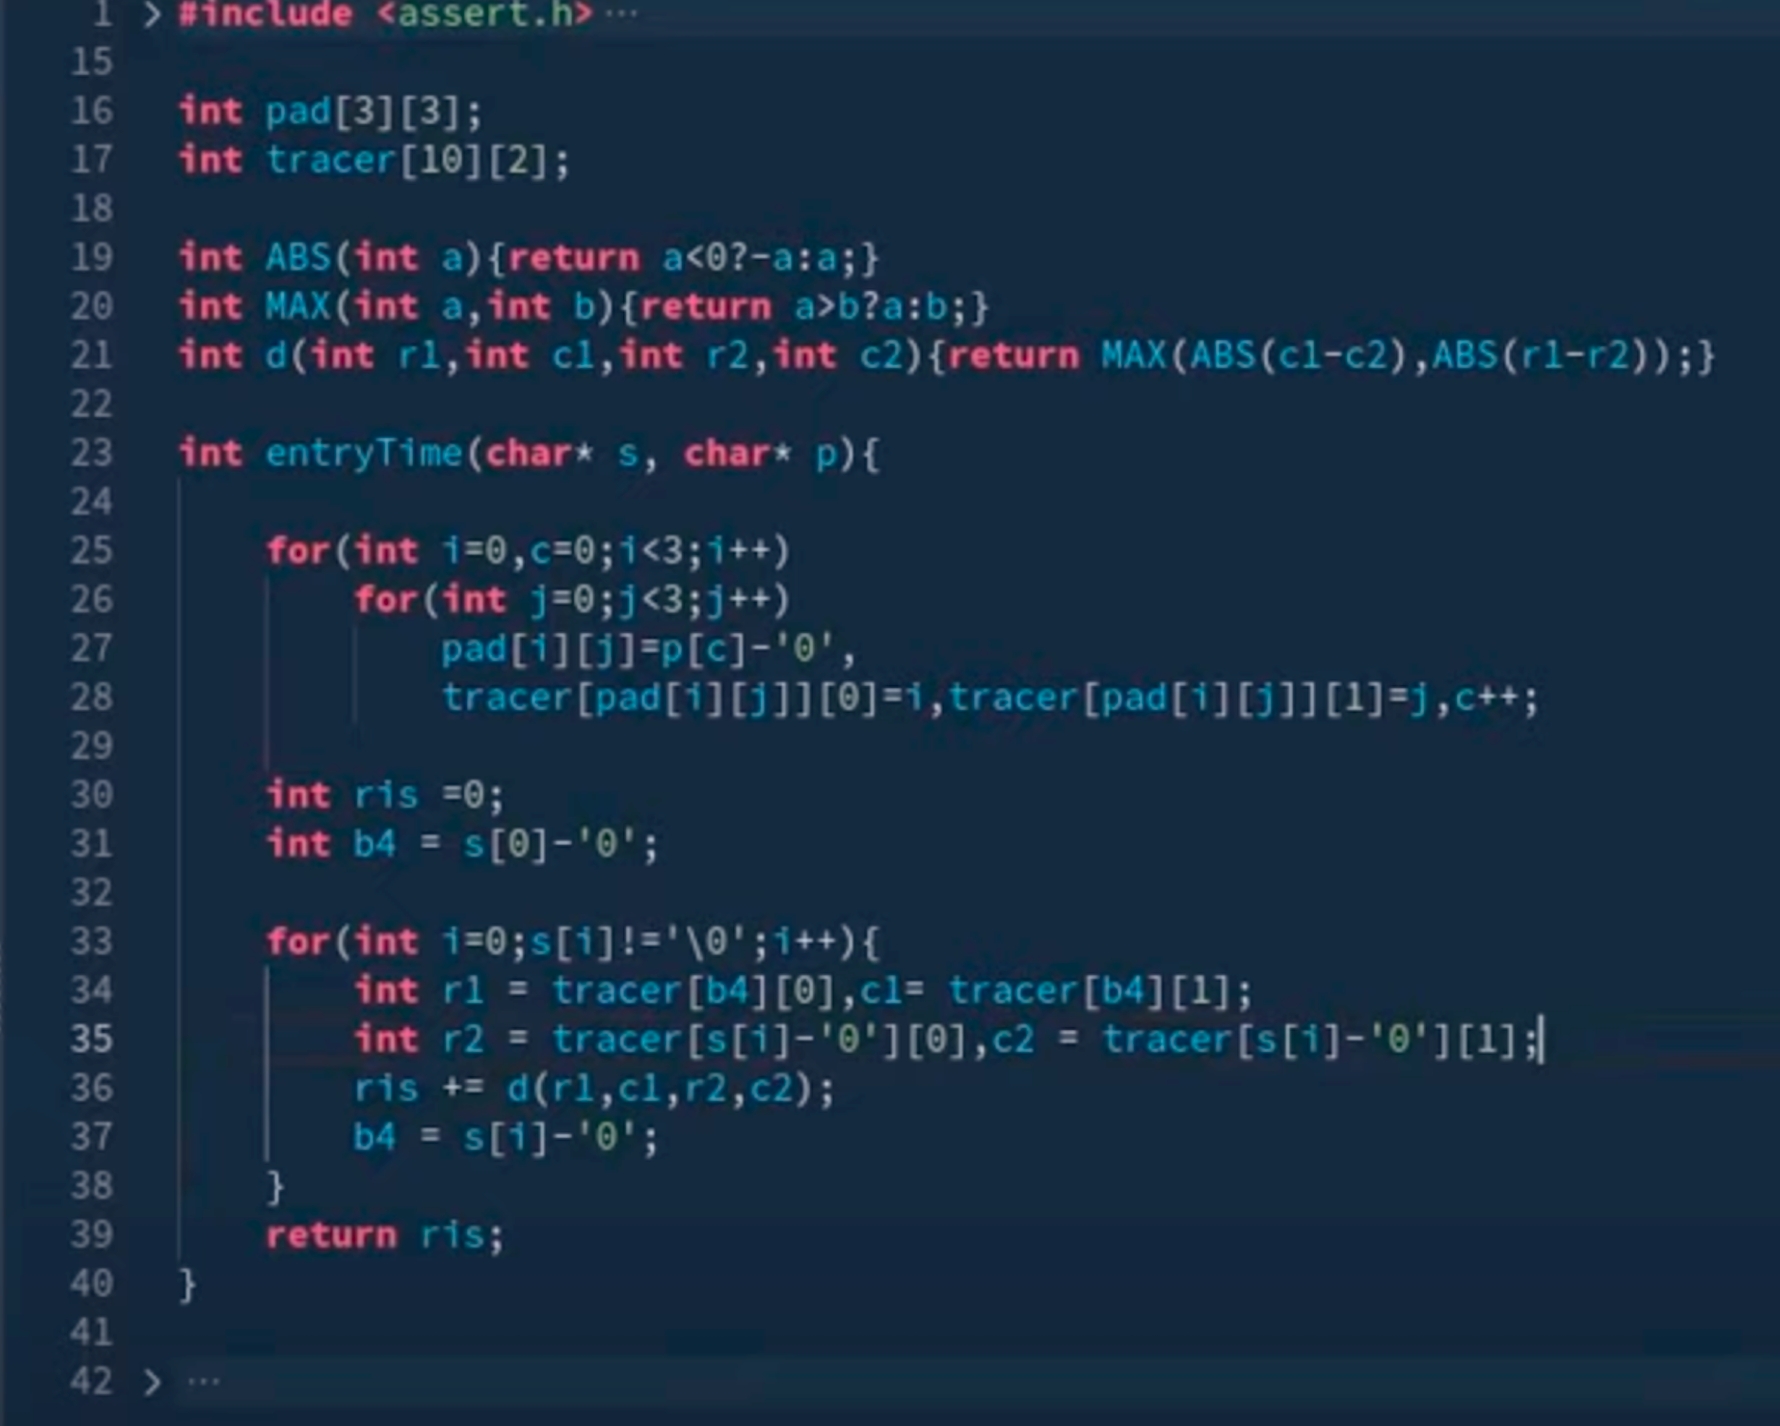 1 > #include <assert.h> ···
15
16 int pad[3][3];
17 int tracer[10][2];
18
19 int ABS(int a){return a<0?-a:a;}
20 int MAX(int a,int b){return a>b?a:b;}
21 int d(int r1,int c1,int r2,int c2){return MAX(ABS(c1-c2),ABS(r1-r2));}
22
23 int entryTime(char* s, char* p){
24
25     for(int i=0,c=0;i<3;i++)
26         for(int j=0;j<3;j++)
27             pad[i][j]=p[c]-'0',
28             tracer[pad[i][j]][0]=i,tracer[pad[i][j]][1]=j,c++;
29
30     int ris =0;
31     int b4 = s[0]-'0';
32
33     for(int i=0;s[i]!='\0';i++){
34         int r1 = tracer[b4][0],c1= tracer[b4][1];
35         int r2 = tracer[s[i]-'0'][0],c2 = tracer[s[i]-'0'][1];
36         ris += d(r1,c1,r2,c2);
37         b4 = s[i]-'0';
38     }
39     return ris;
40 }
41
42 > ···